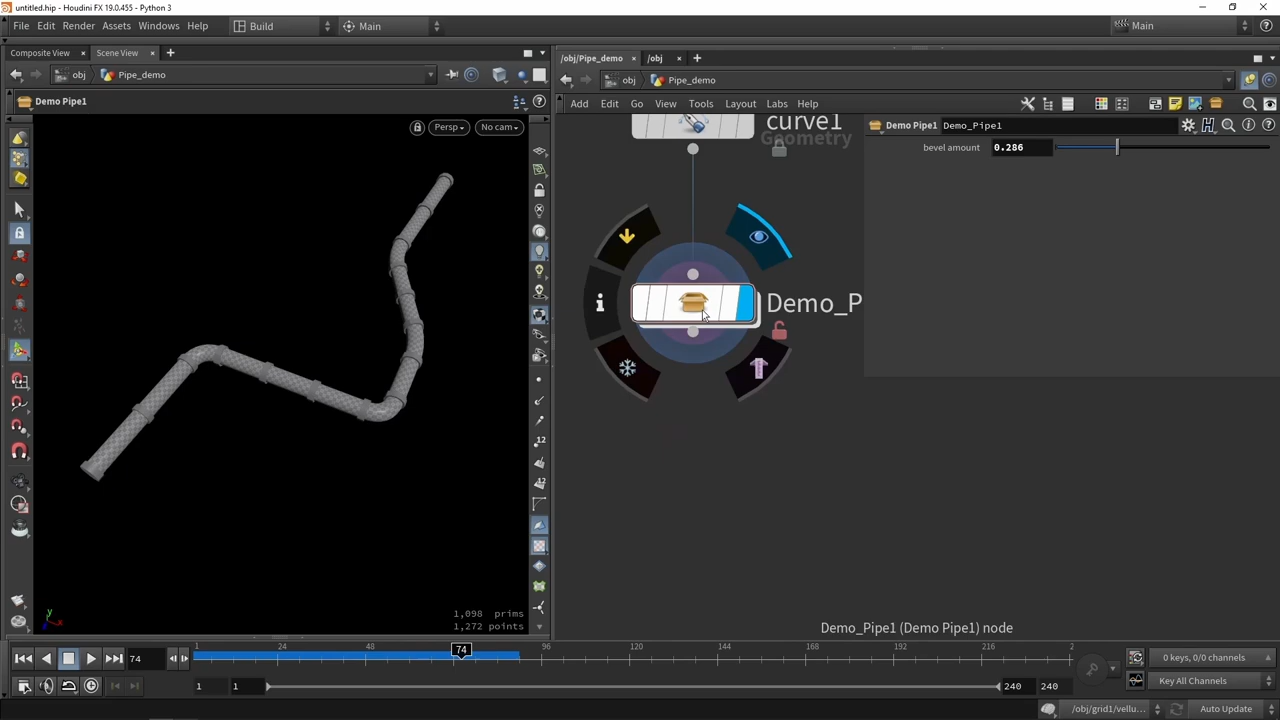 untitled.hip - Houdini FX 19.0.455 - Python 3
File Edit Render Assets Windows Help
Build
Main
Main
Composite View
Scene View
/obj/Pipe_demo
/obj
obj
Pipe_demo
obj
Pipe_demo
Demo Pipe1
Add Edit Go View Tools Layout Labs Help
Persp
No cam
curve1
Geometry
Demo Pipe1
Demo_Pipe1
bevel amount
0.286
Demo_P
12
12
1,098 prims
1,272 points
Demo_Pipe1 (Demo Pipe1) node
74
1
24
48
74
96
120
144
168
192
216
2
0 keys, 0/0 channels
1
1
240
240
Key All Channels
/obj/grid1/vellu...
Auto Update